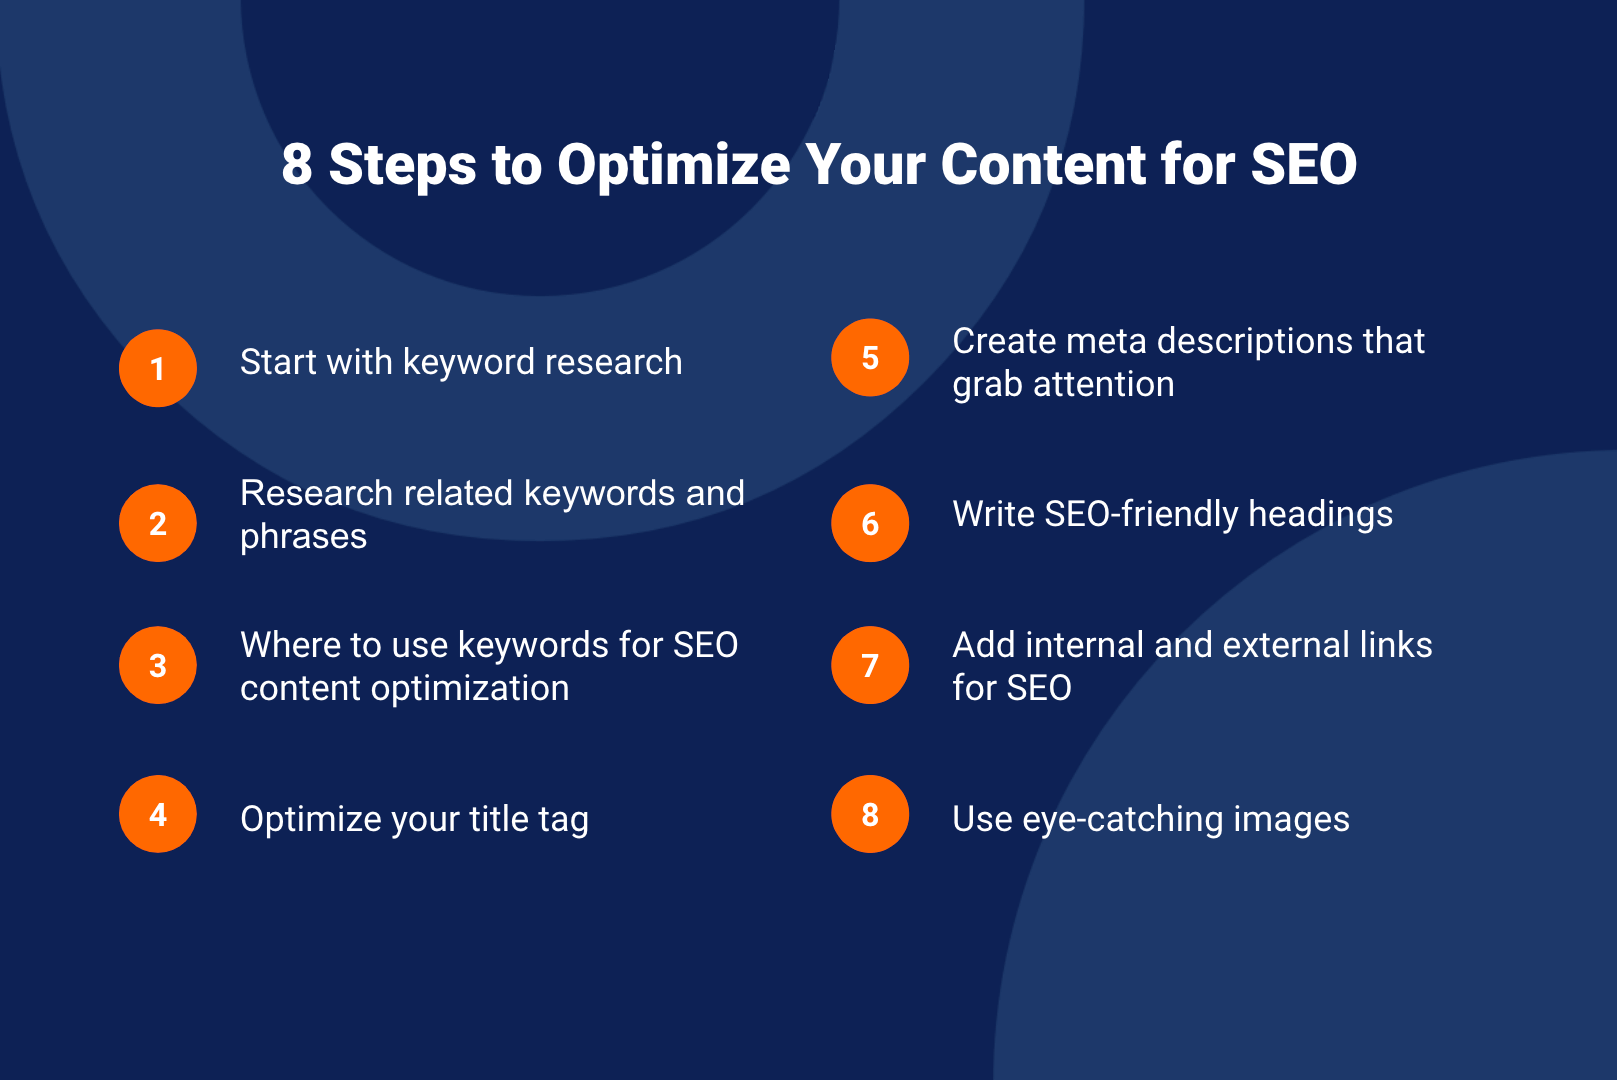 8 Steps to Optimize Your Content for SEO
1
Start with keyword research
2
Research related keywords and
phrases
3
Where to use keywords for SEO
content optimization
4
Optimize your title tag
5
Create meta descriptions that
grab attention
6
Write SEO-friendly headings
7
Add internal and external links
for SEO
8
Use eye-catching images